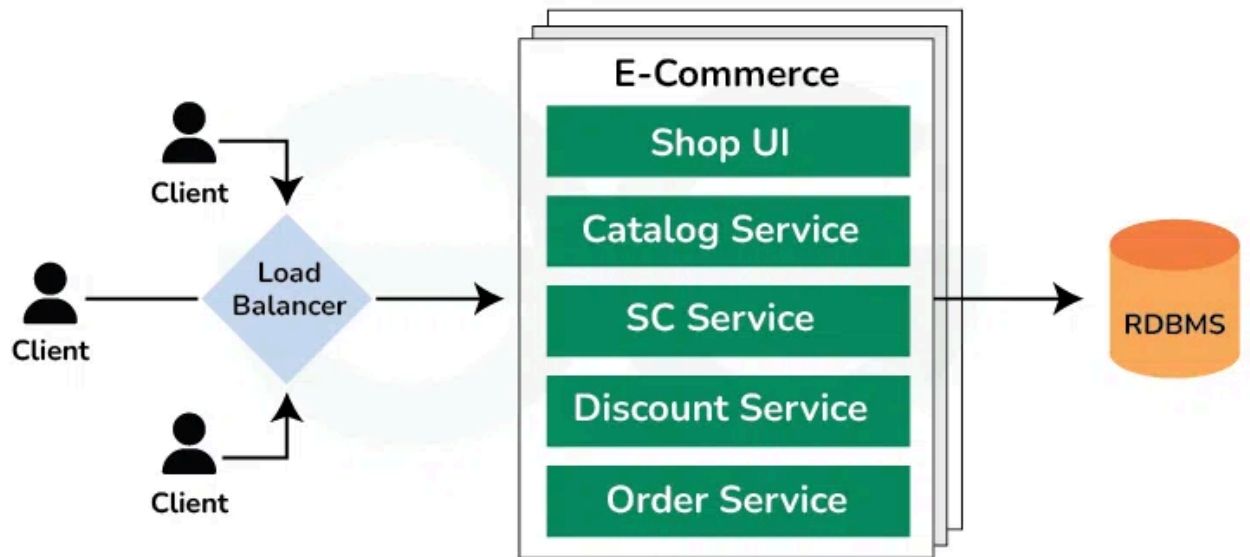 E-Commerce
Shop UI
Catalog Service
SC Service
Discount Service
Order Service
Client
Client
Client
Load
Balancer
RDBMS